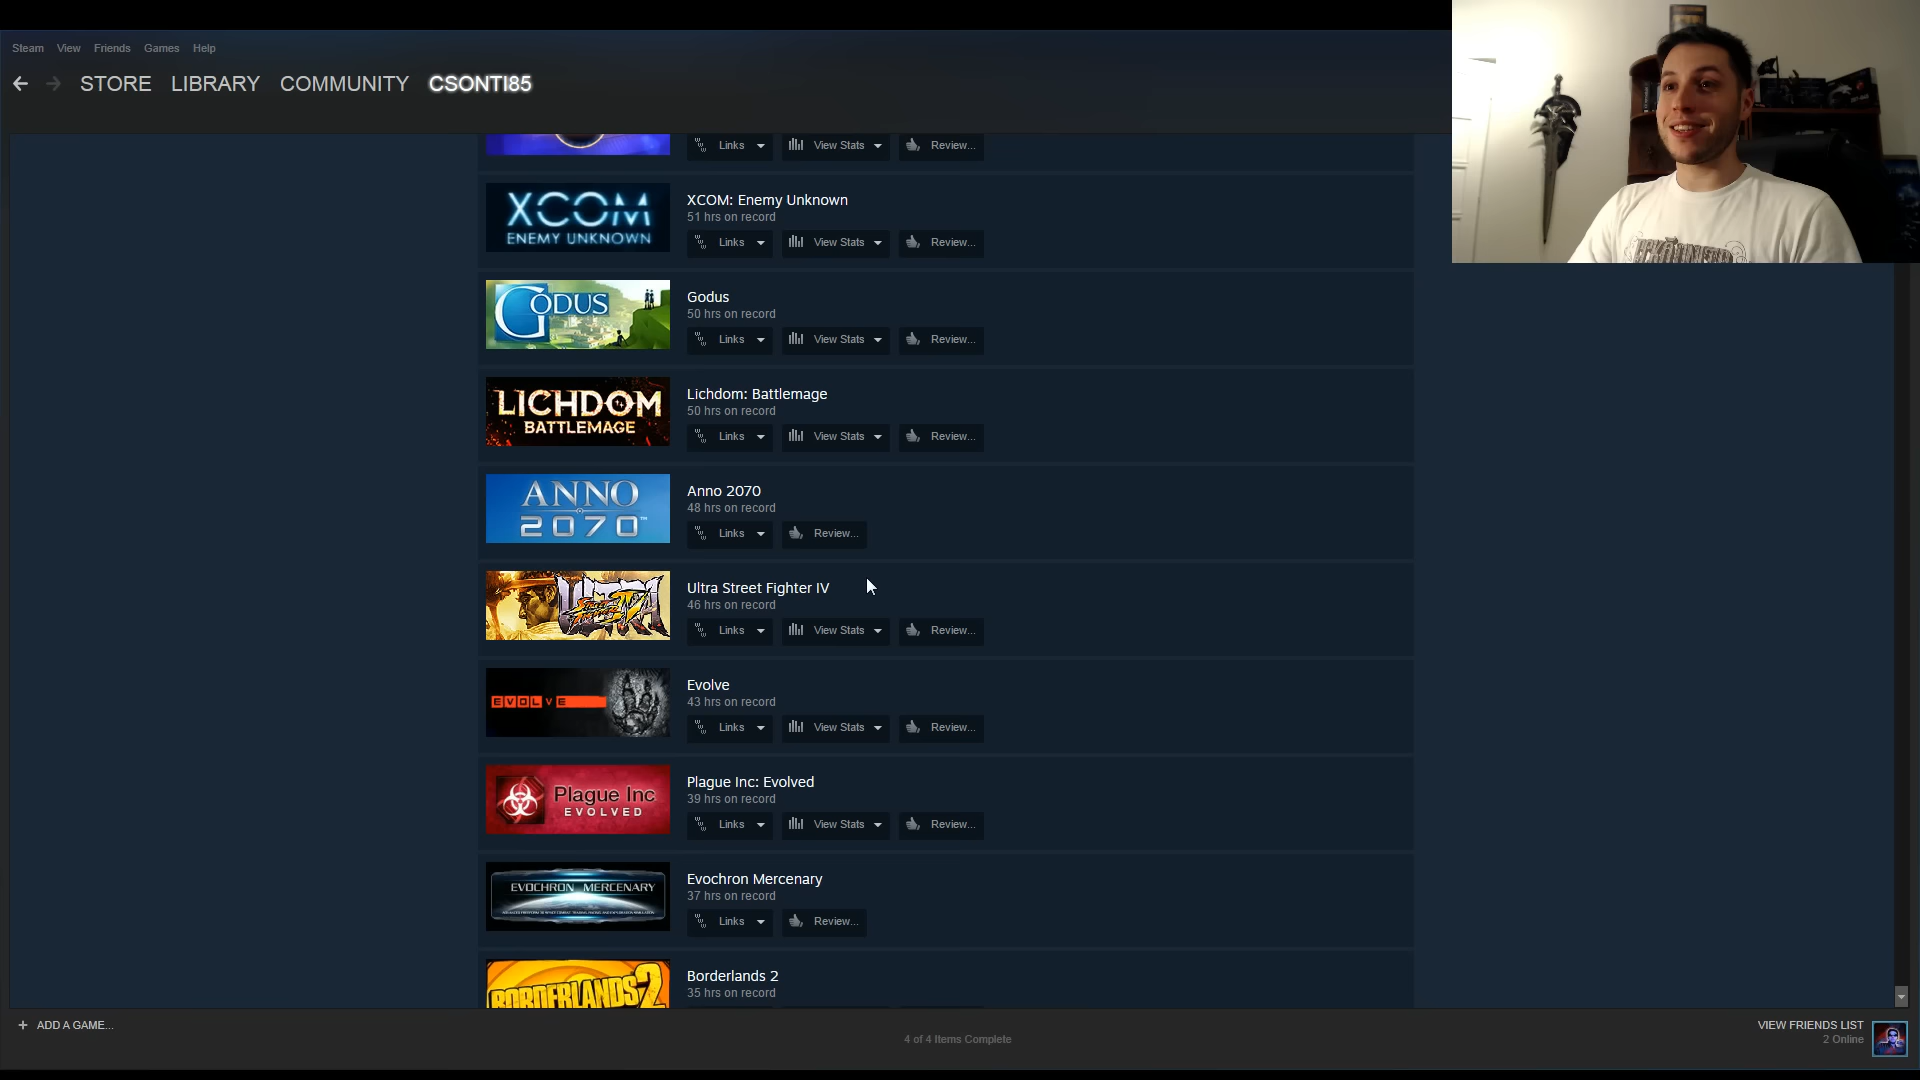 Steam View Friends Games Help
STORE LIBRARY COMMUNITY CSONTI85
Links View Stats Review...
XCOM
ENEMY UNKNOWN
XCOM: Enemy Unknown
51 hrs on record
Links View Stats Review...
GODUS
Godus
50 hrs on record
Links View Stats Review...
LICHDOM
BATTLEMAGE
Lichdom: Battlemage
50 hrs on record
Links View Stats Review...
ANNO
2070™
Anno 2070
48 hrs on record
Links Review...
ULTRA
STREET FIGHTER IV
Ultra Street Fighter IV
46 hrs on record
Links View Stats Review...
EVOLVE
Evolve
43 hrs on record
Links View Stats Review...
Plague Inc
EVOLVED
Plague Inc: Evolved
39 hrs on record
Links View Stats Review...
EVOCHRON MERCENARY
Evochron Mercenary
37 hrs on record
Links Review...
BORDERLANDS 2
Borderlands 2
35 hrs on record
+ ADD A GAME...
4 of 4 Items Complete
VIEW FRIENDS LIST
2 Online